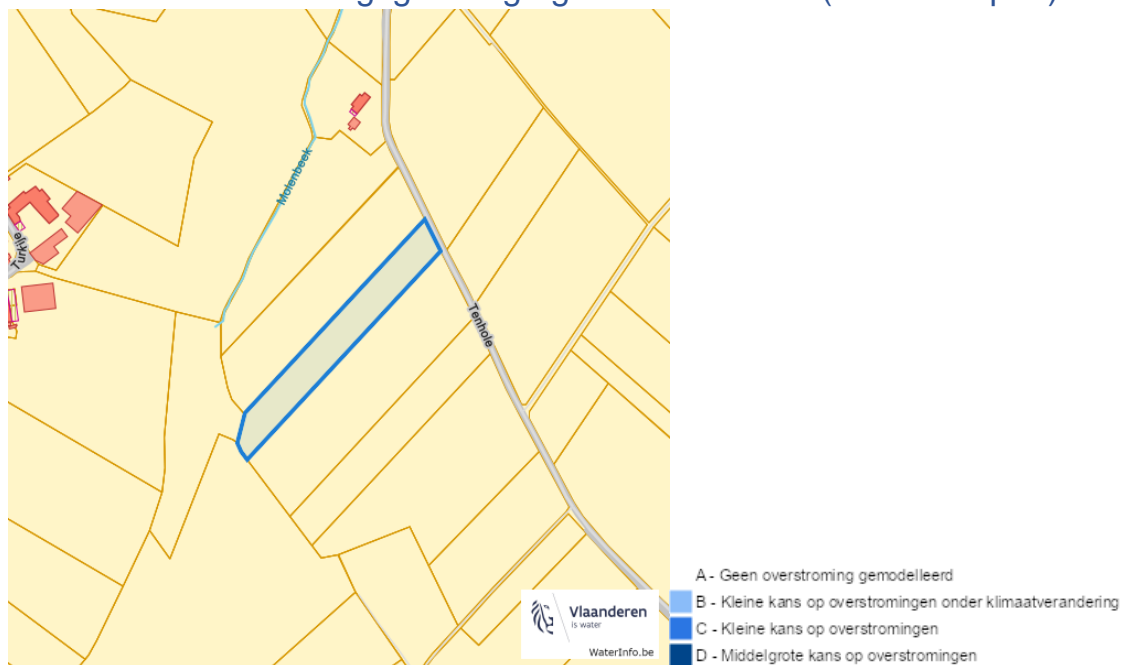 Molenbeek
Turkije
Tenhole
Vlaanderen
is water
WaterInfo.be
A - Geen overstroming gemodelleerd
B - Kleine kans op overstromingen onder klimaatverandering
C - Kleine kans op overstromingen
D - Middelgrote kans op overstromingen